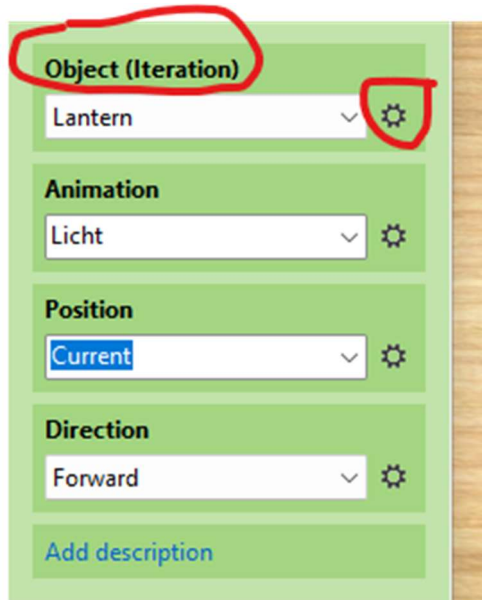 Object (Iteration)
Lantern
Animation
Licht
Position
Current
Direction
Forward
Add description